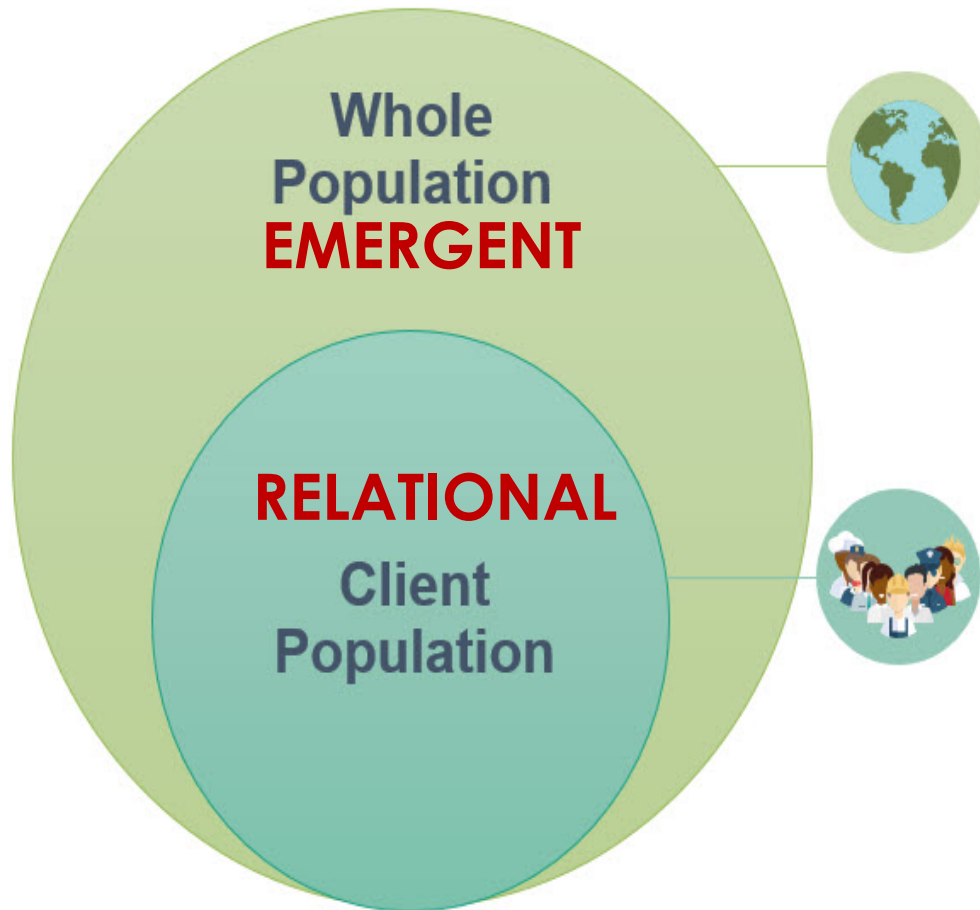 Whole
Population
EMERGENT
RELATIONAL
Client
Population